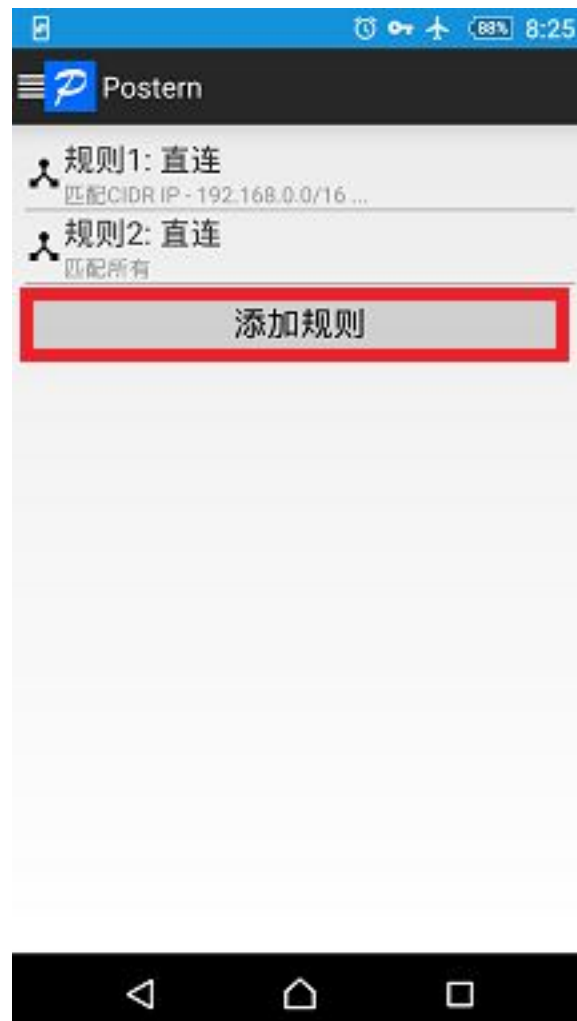 88% 8:25
Postern
规则1: 直连
匹配CIDR IP - 192.168.0.0/16 ...
规则2: 直连
匹配所有
添加规则